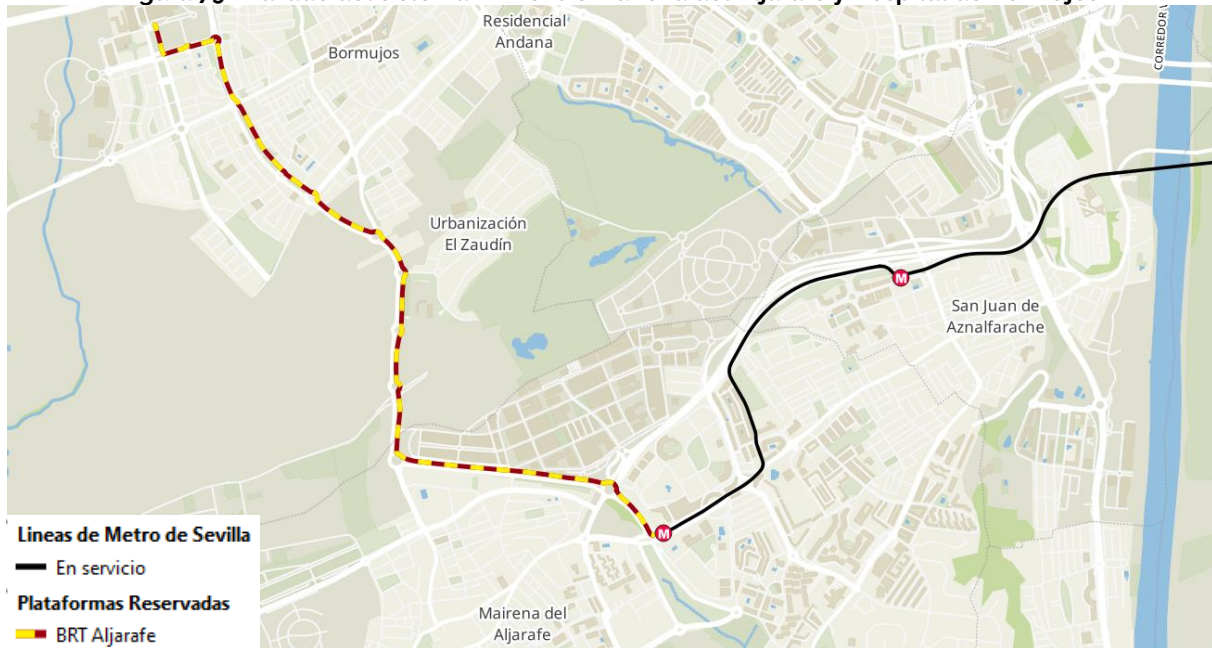 Residencial
Andana
Bormujos
CORREDOR
Urbanización
El Zaudín
M
San Juan de
Aznalfarache
M
Mairena del
Aljarafe
Lineas de Metro de Sevilla
En servicio
Plataformas Reservadas
BRT Aljarafe